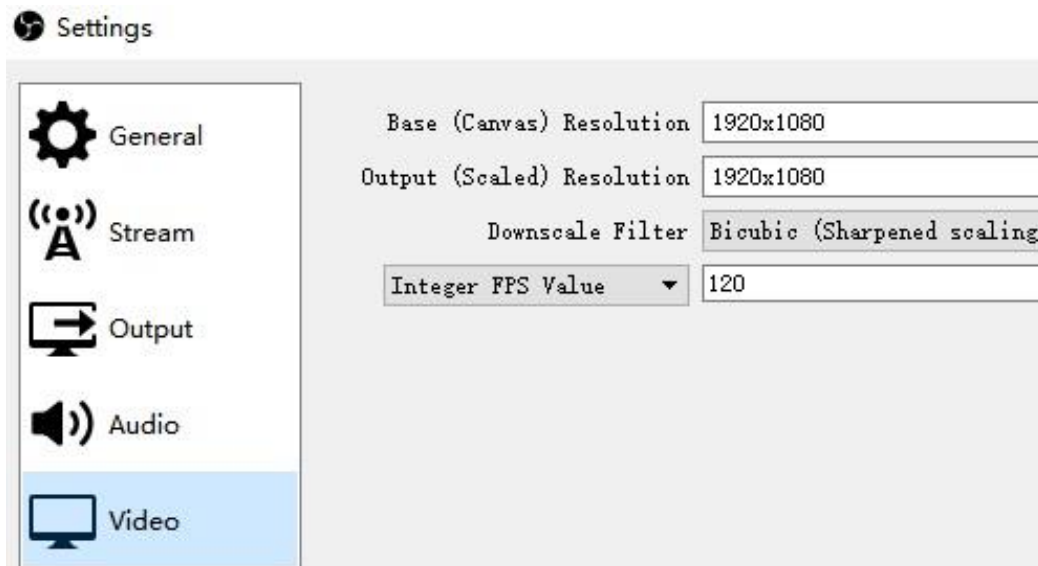 Settings
General
Stream
Output
Audio
Video
Base (Canvas) Resolution 1920x1080
Output (Scaled) Resolution 1920x1080
Downscale Filter Bicubic (Sharpened scaling
Integer FPS Value 120